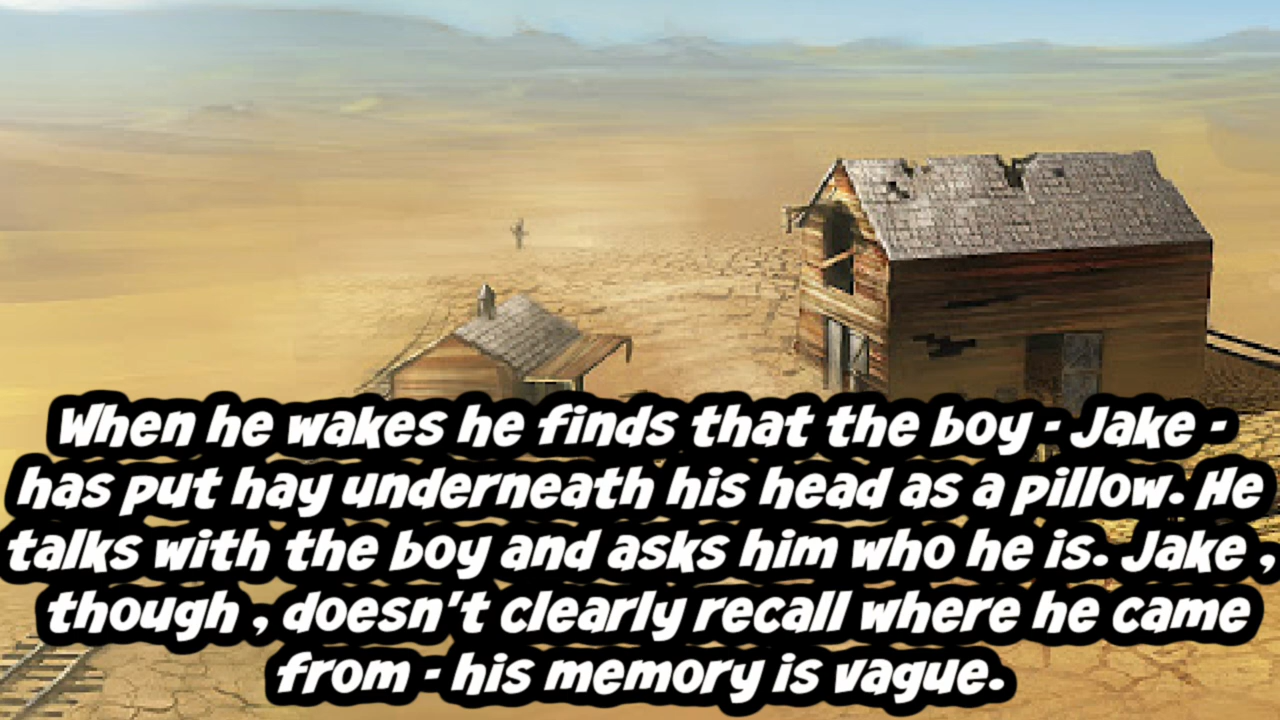 When he wakes he finds that the boy - Jake -
has put hay underneath his head as a pillow. He
talks with the boy and asks him who he is. Jake ,
though , doesn't clearly recall where he came
from - his memory is vague.